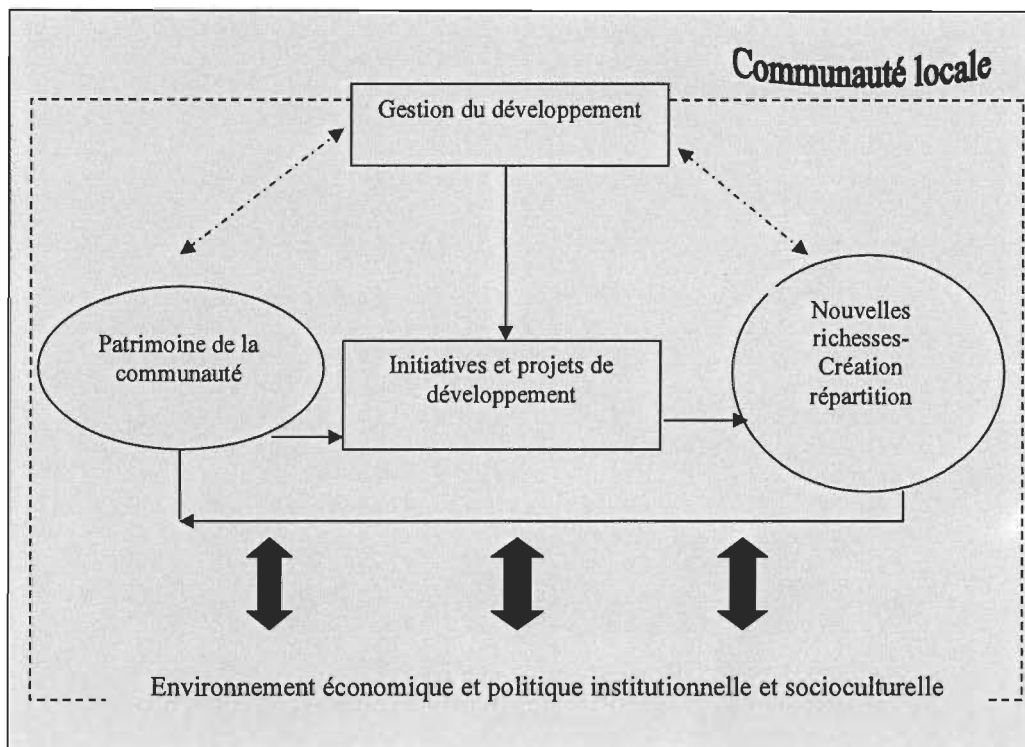 Communauté locale
Gestion du développement
Patrimoine de la
communauté
Initiatives et projets de
développement
Nouvelles
richesses-
Création
répartition
Environnement économique et politique institutionnelle et socioculturelle